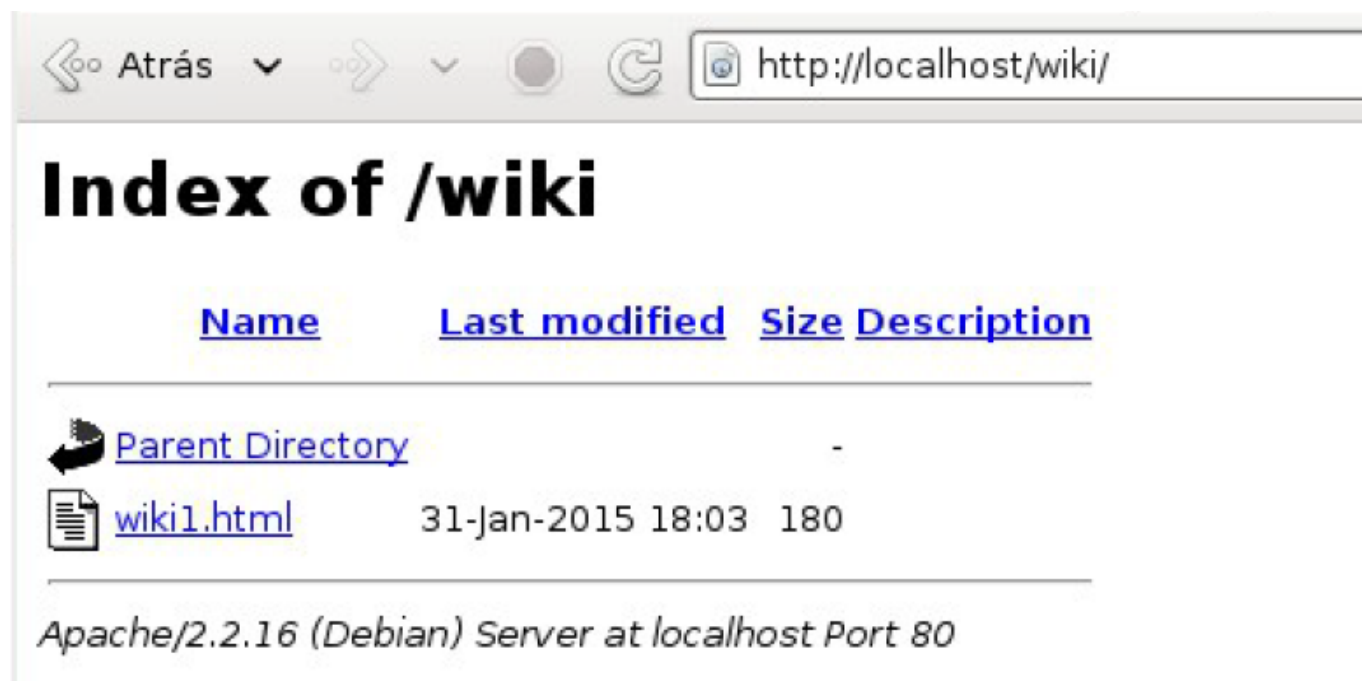 Atrás http://localhost/wiki/
Index of /wiki
Name Last modified Size Description
Parent Directory -
wiki1.html 31-Jan-2015 18:03 180
Apache/2.2.16 (Debian) Server at localhost Port 80